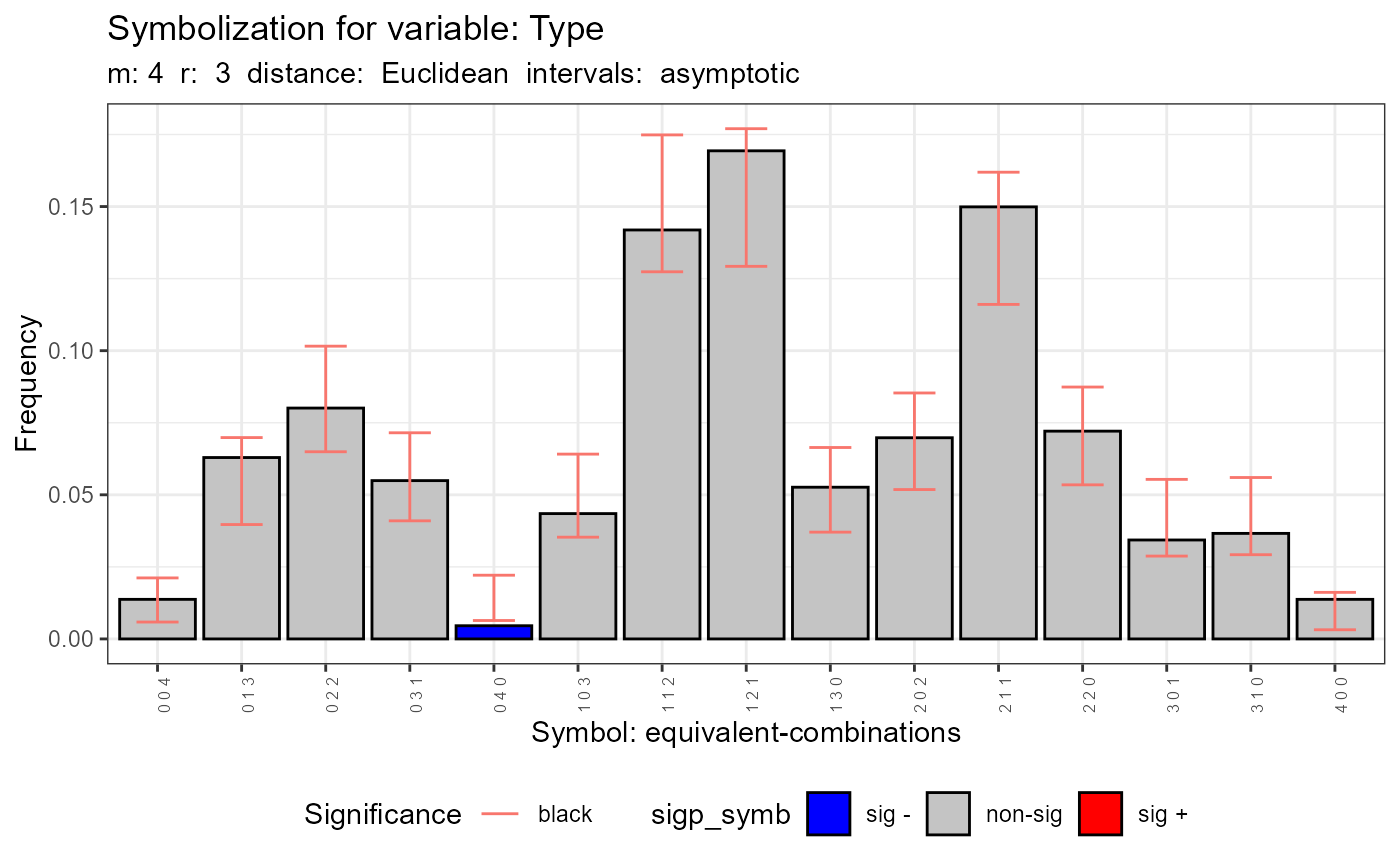 Symbolization for variable: Type
m: 4 r: 3 distance: Euclidean intervals: asymptotic
Frequency
0.15
0.10
0.05
0.00
0 0 4 0 1 3 0 2 2 0 3 1 0 4 0 1 0 3 1 1 2 1 2 1 1 3 0 2 0 2 2 1 1 2 2 0 3 0 1 3 1 0 4 0 0
Symbol: equivalent-combinations
Significance black sigp_symb sig - non-sig sig +